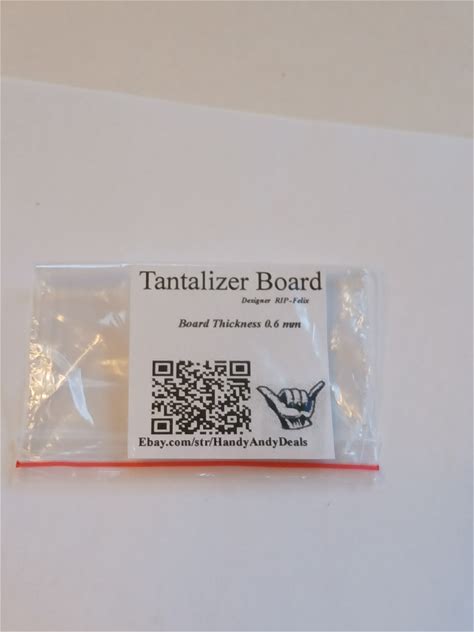 Tantalizer Board
Designer RIP-Felix
Board Thickness 0.6 mm
Ebay.com/str/HandyAndyDeals